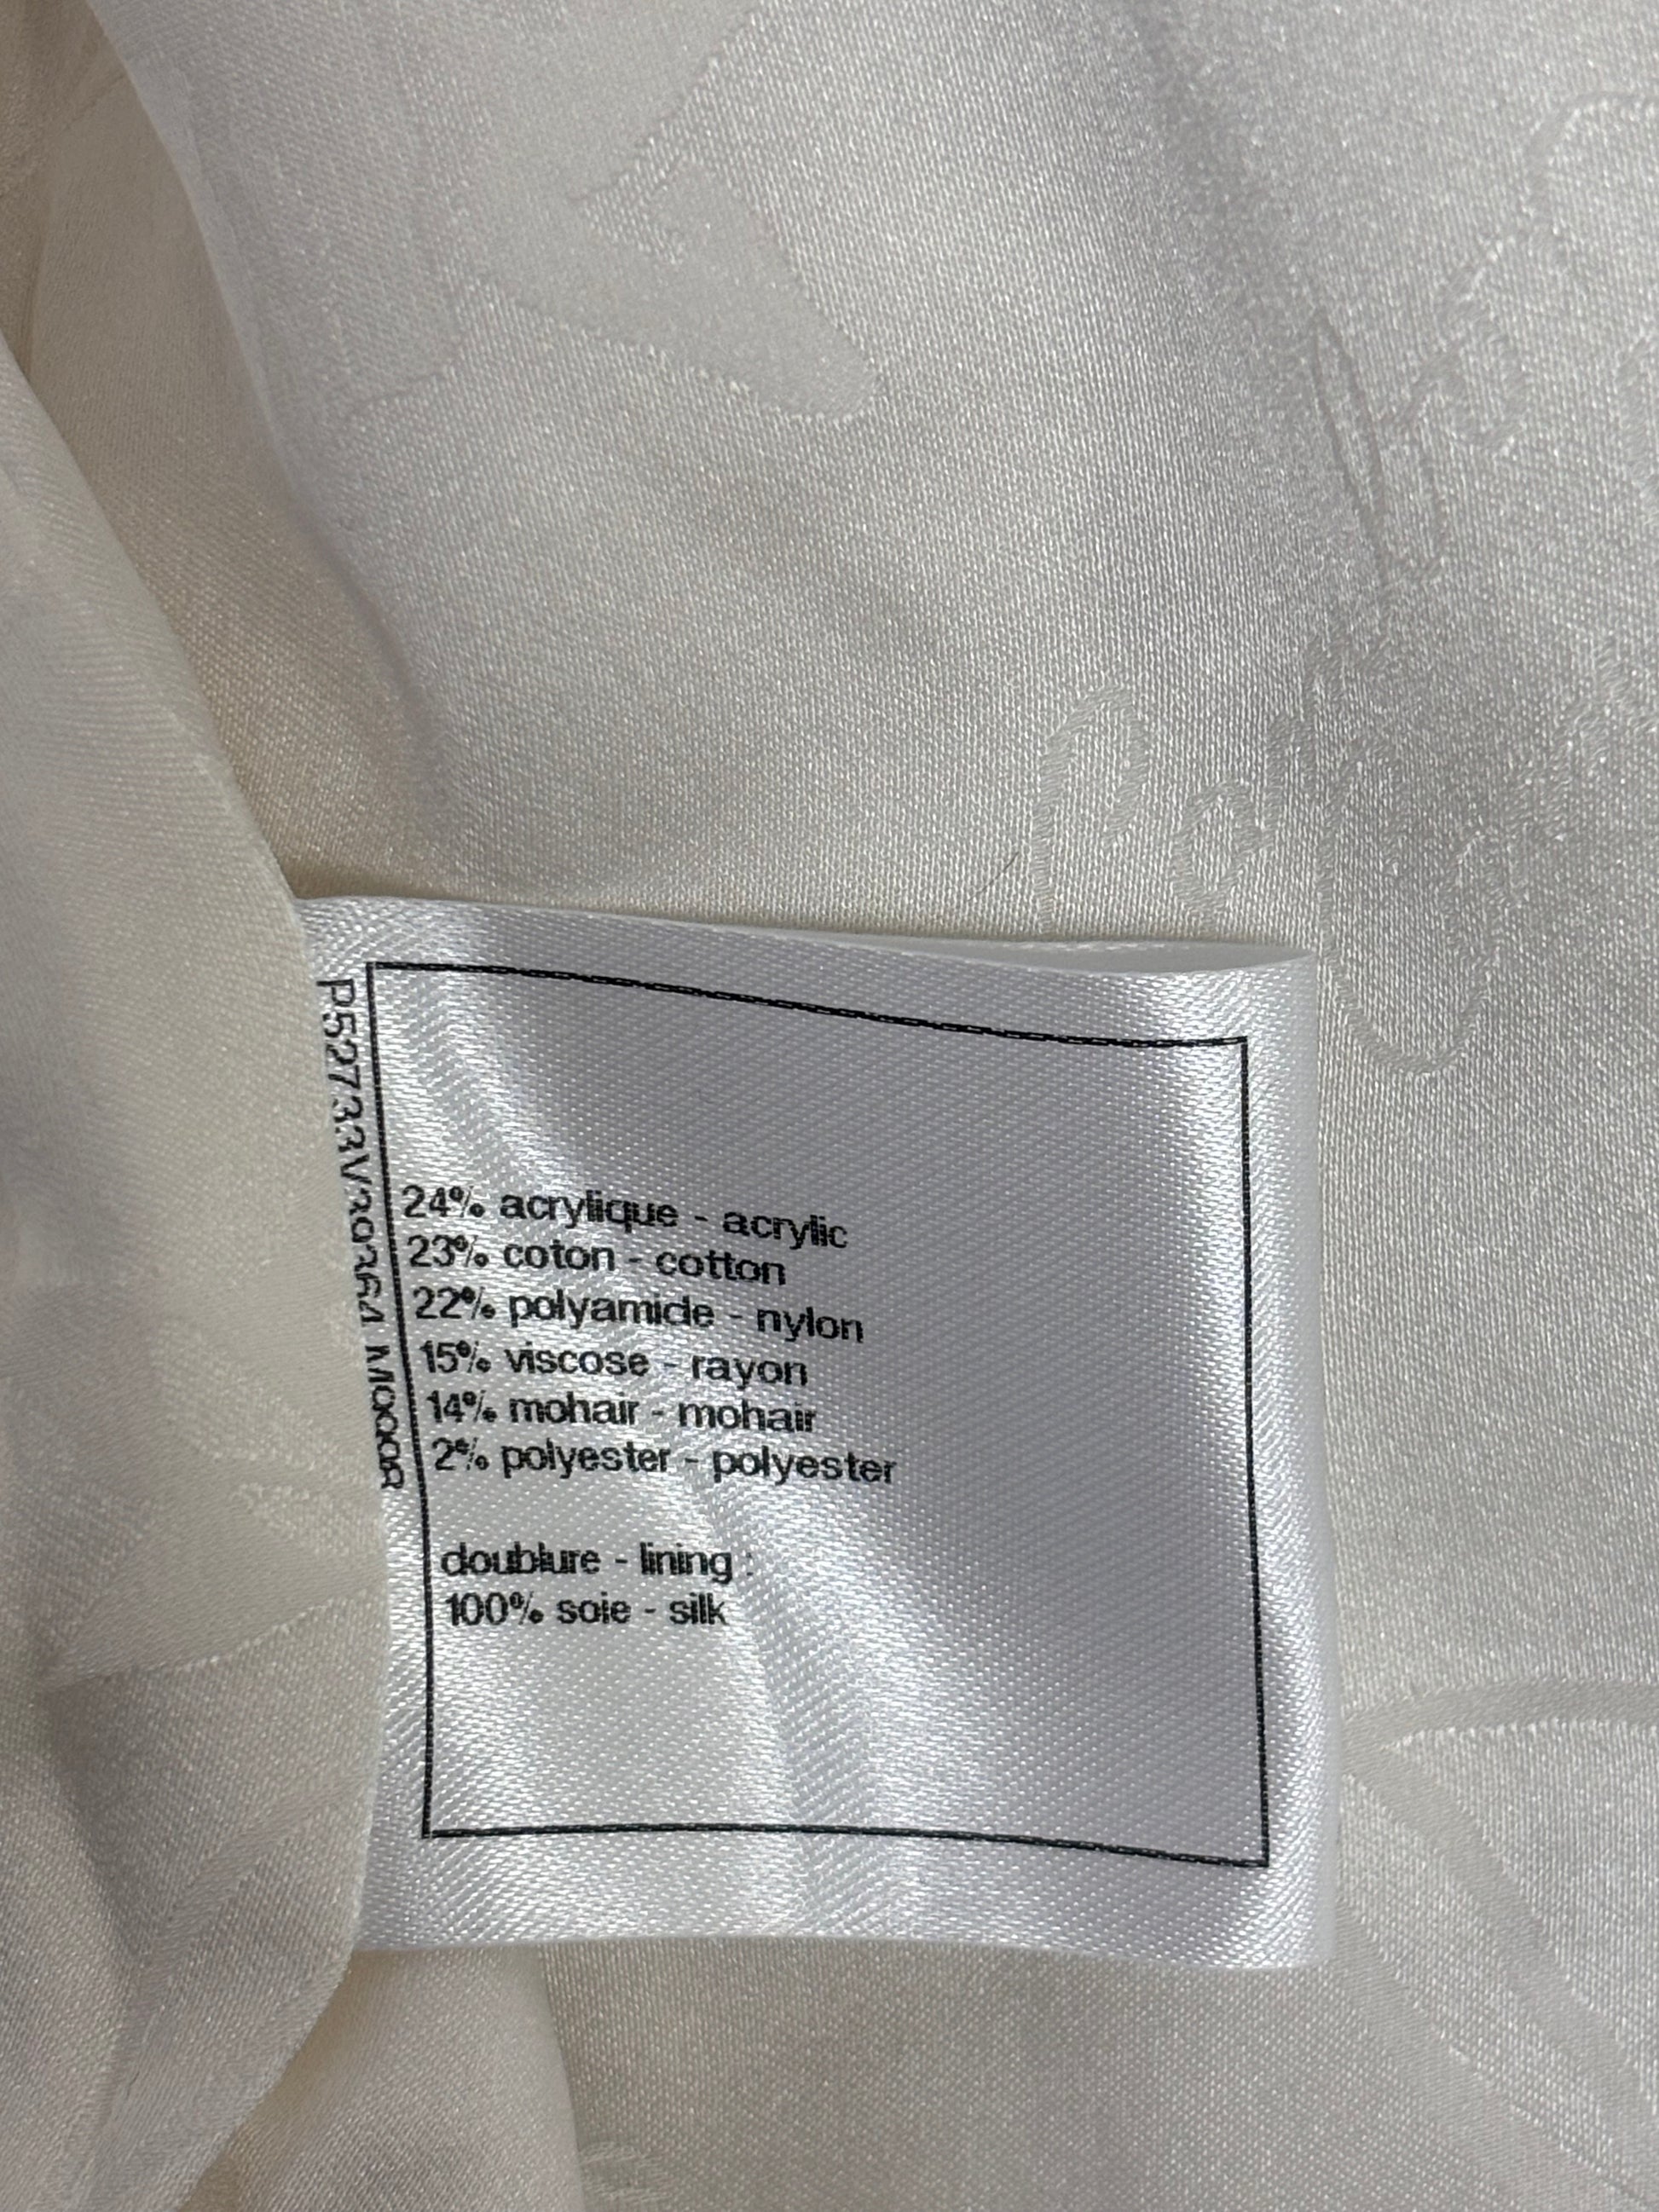 P52733V30364 M0008
24% acrylique - acrylic
23% coton - cotton
22% polyamide - nylon
15% viscose - rayon
14% mohair - mohair
2% polyester - polyester
doublure - lining :
100% soie - silk